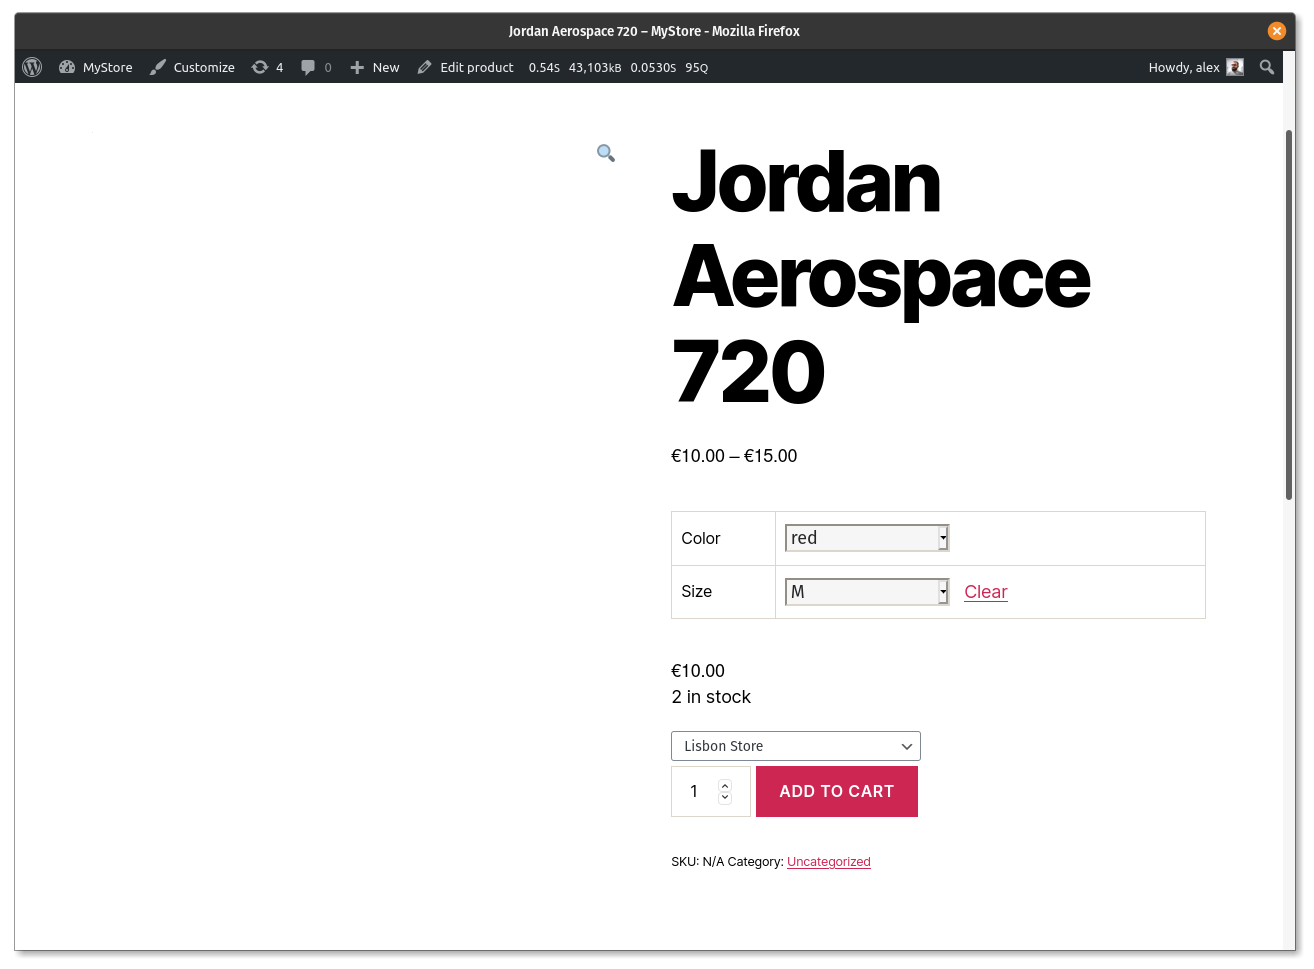 Jordan Aerospace 720 – MyStore - Mozilla Firefox
MyStore Customize 4 0 New Edit product 0.54S 43,103KB 0.0530S 95Q Howdy, alex
Jordan
Aerospace
720
€10.00 – €15.00
Color red
Size M Clear
€10.00
2 in stock
Lisbon Store
1 ADD TO CART
SKU: N/A Category: Uncategorized